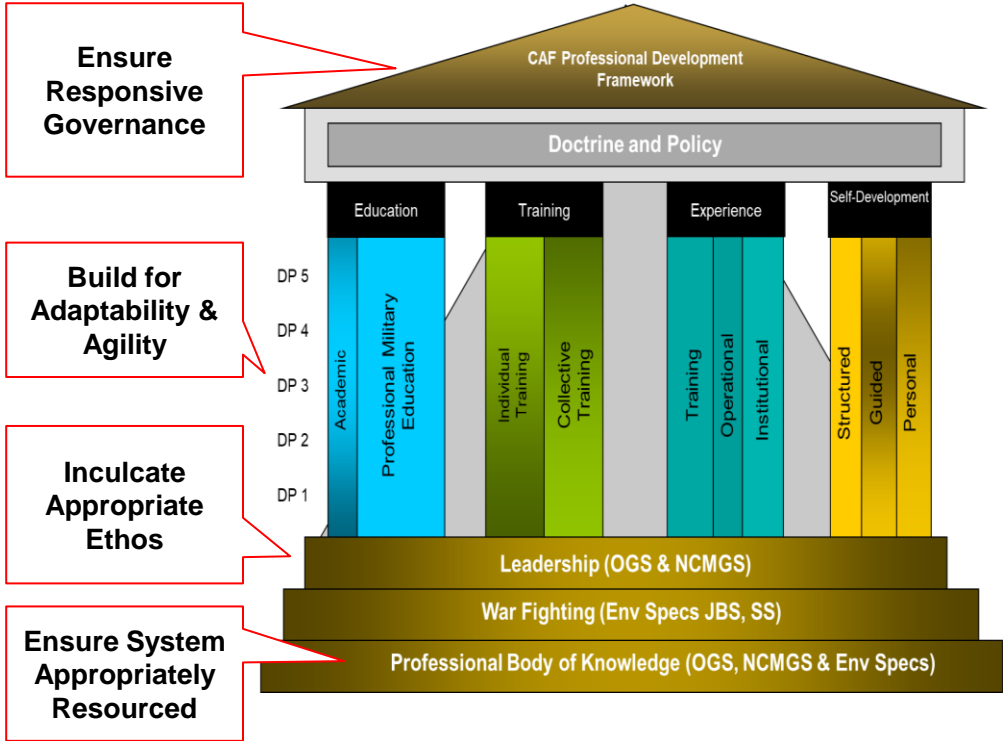 Ensure
Responsive
Governance
CAF Professional Development
Framework
Doctrine and Policy
Education
Training
Experience
Self-Development
Build for
Adaptability &
Agility
DP 5
DP 4
DP 3
DP 2
DP 1
Academic
Professional Military
Education
Individual
Training
Collective
Training
Training
Operational
Institutional
Structured
Guided
Personal
Inculcate
Appropriate
Ethos
Leadership (OGS & NCMGS)
War Fighting (Env Specs JBS, SS)
Ensure System
Appropriately
Resourced
Professional Body of Knowledge (OGS, NCMGS & Env Specs)